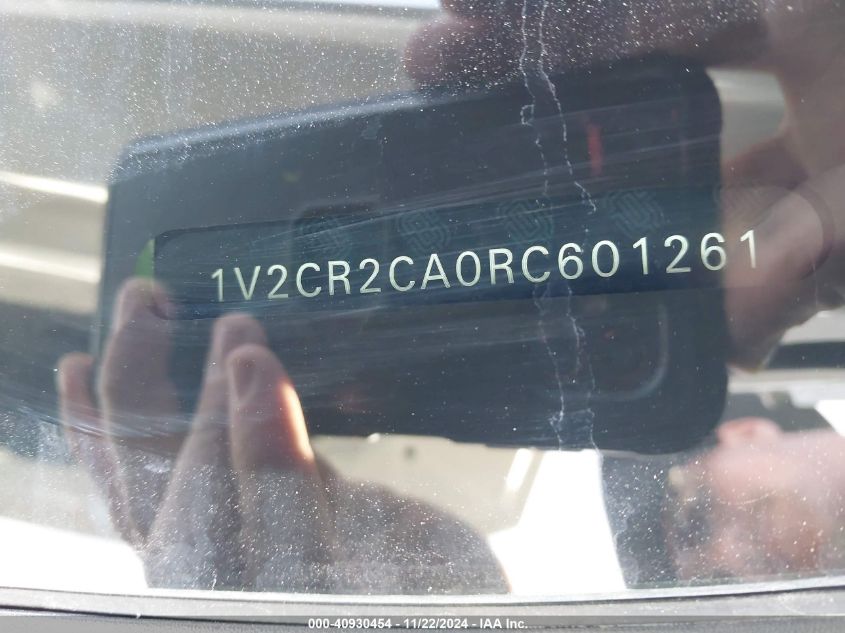 1V2CR2CA0RC601261
000-40930454 - 11/22/2024 - IAA Inc.